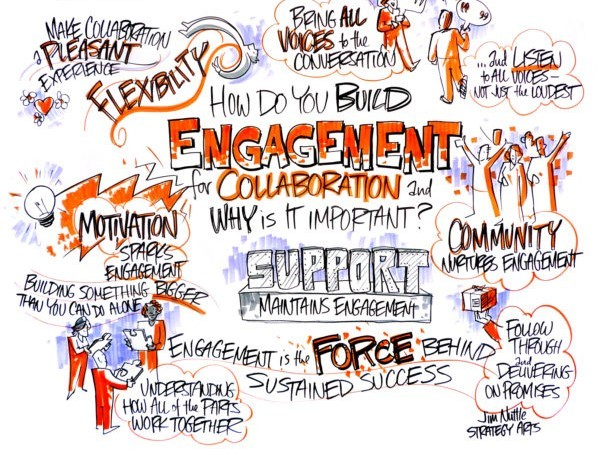 MAKE COLLABORATION
a PLEASANT
EXPERIENCE
FLEXIBILITY
BRING ALL
VOICES to the
CONVERSATION
" "
...and LISTEN
to ALL VOICES –
NOT JUST the LOUDEST
HOW DO YOU BUILD
ENGAGEMENT
for COLLABORATION and
WHY is IT IMPORTANT?
MOTIVATION
SPARKS
ENGAGEMENT
COMMUNITY
NURTURES ENGAGEMENT
SUPPORT
MAINTAINS ENGAGEMENT
BUILDING SOMETHING BIGGER
THAN YOU CAN DO ALONE
ENGAGEMENT is the FORCE BEHIND
SUSTAINED SUCCESS
UNDERSTANDING
HOW ALL of the PARTS
WORK TOGETHER
FOLLOW
THROUGH
and
DELIVERING
ON PROMISES
Jim Nuttle
STRATEGY ARTS